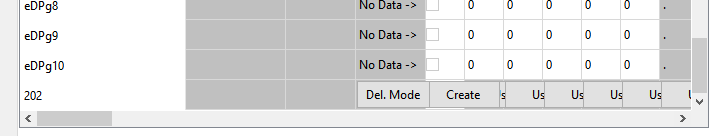 eDPg8 No Data -> 0 0 0 0 0 .
eDPg9 No Data -> 0 0 0 0 0 .
eDPg10 No Data -> 0 0 0 0 0 .
202 Del. Mode Create Us Us Us Us Us